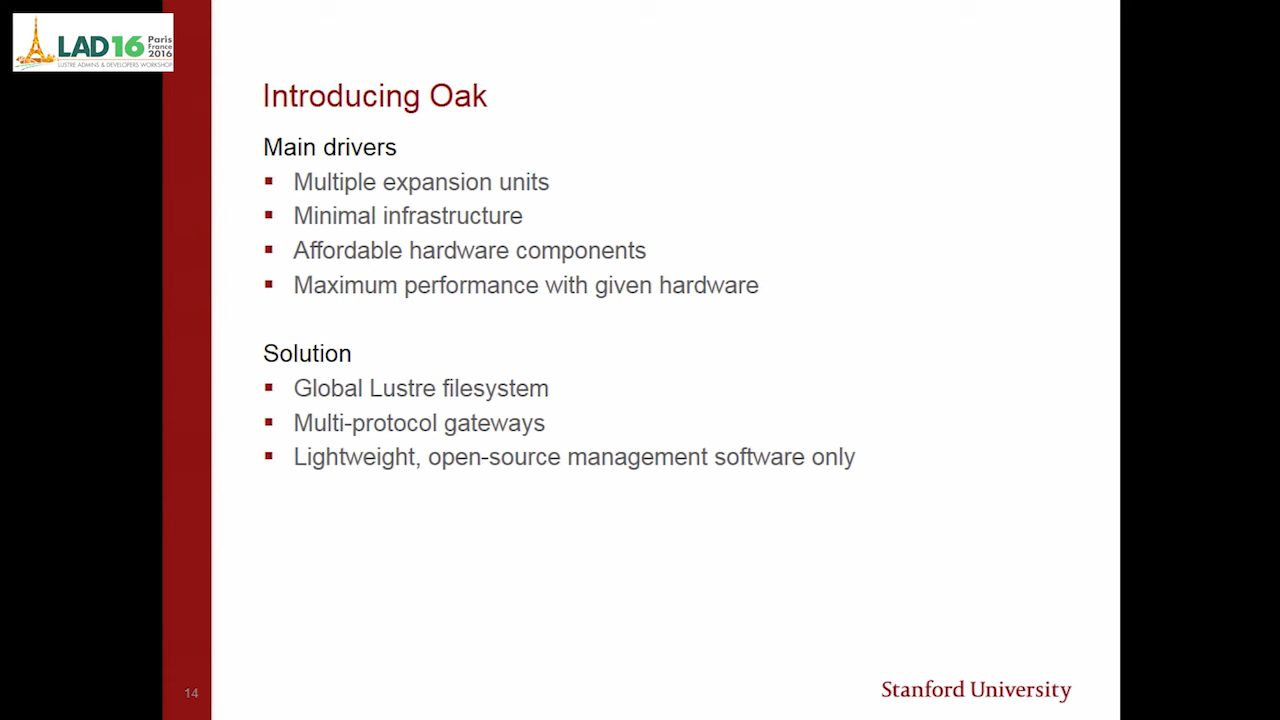 LAD16 Paris
France
2016
LUSTRE ADMINS & DEVELOPERS WORKSHOP
Introducing Oak
Main drivers
Multiple expansion units
Minimal infrastructure
Affordable hardware components
Maximum performance with given hardware
Solution
Global Lustre filesystem
Multi-protocol gateways
Lightweight, open-source management software only
14
Stanford University